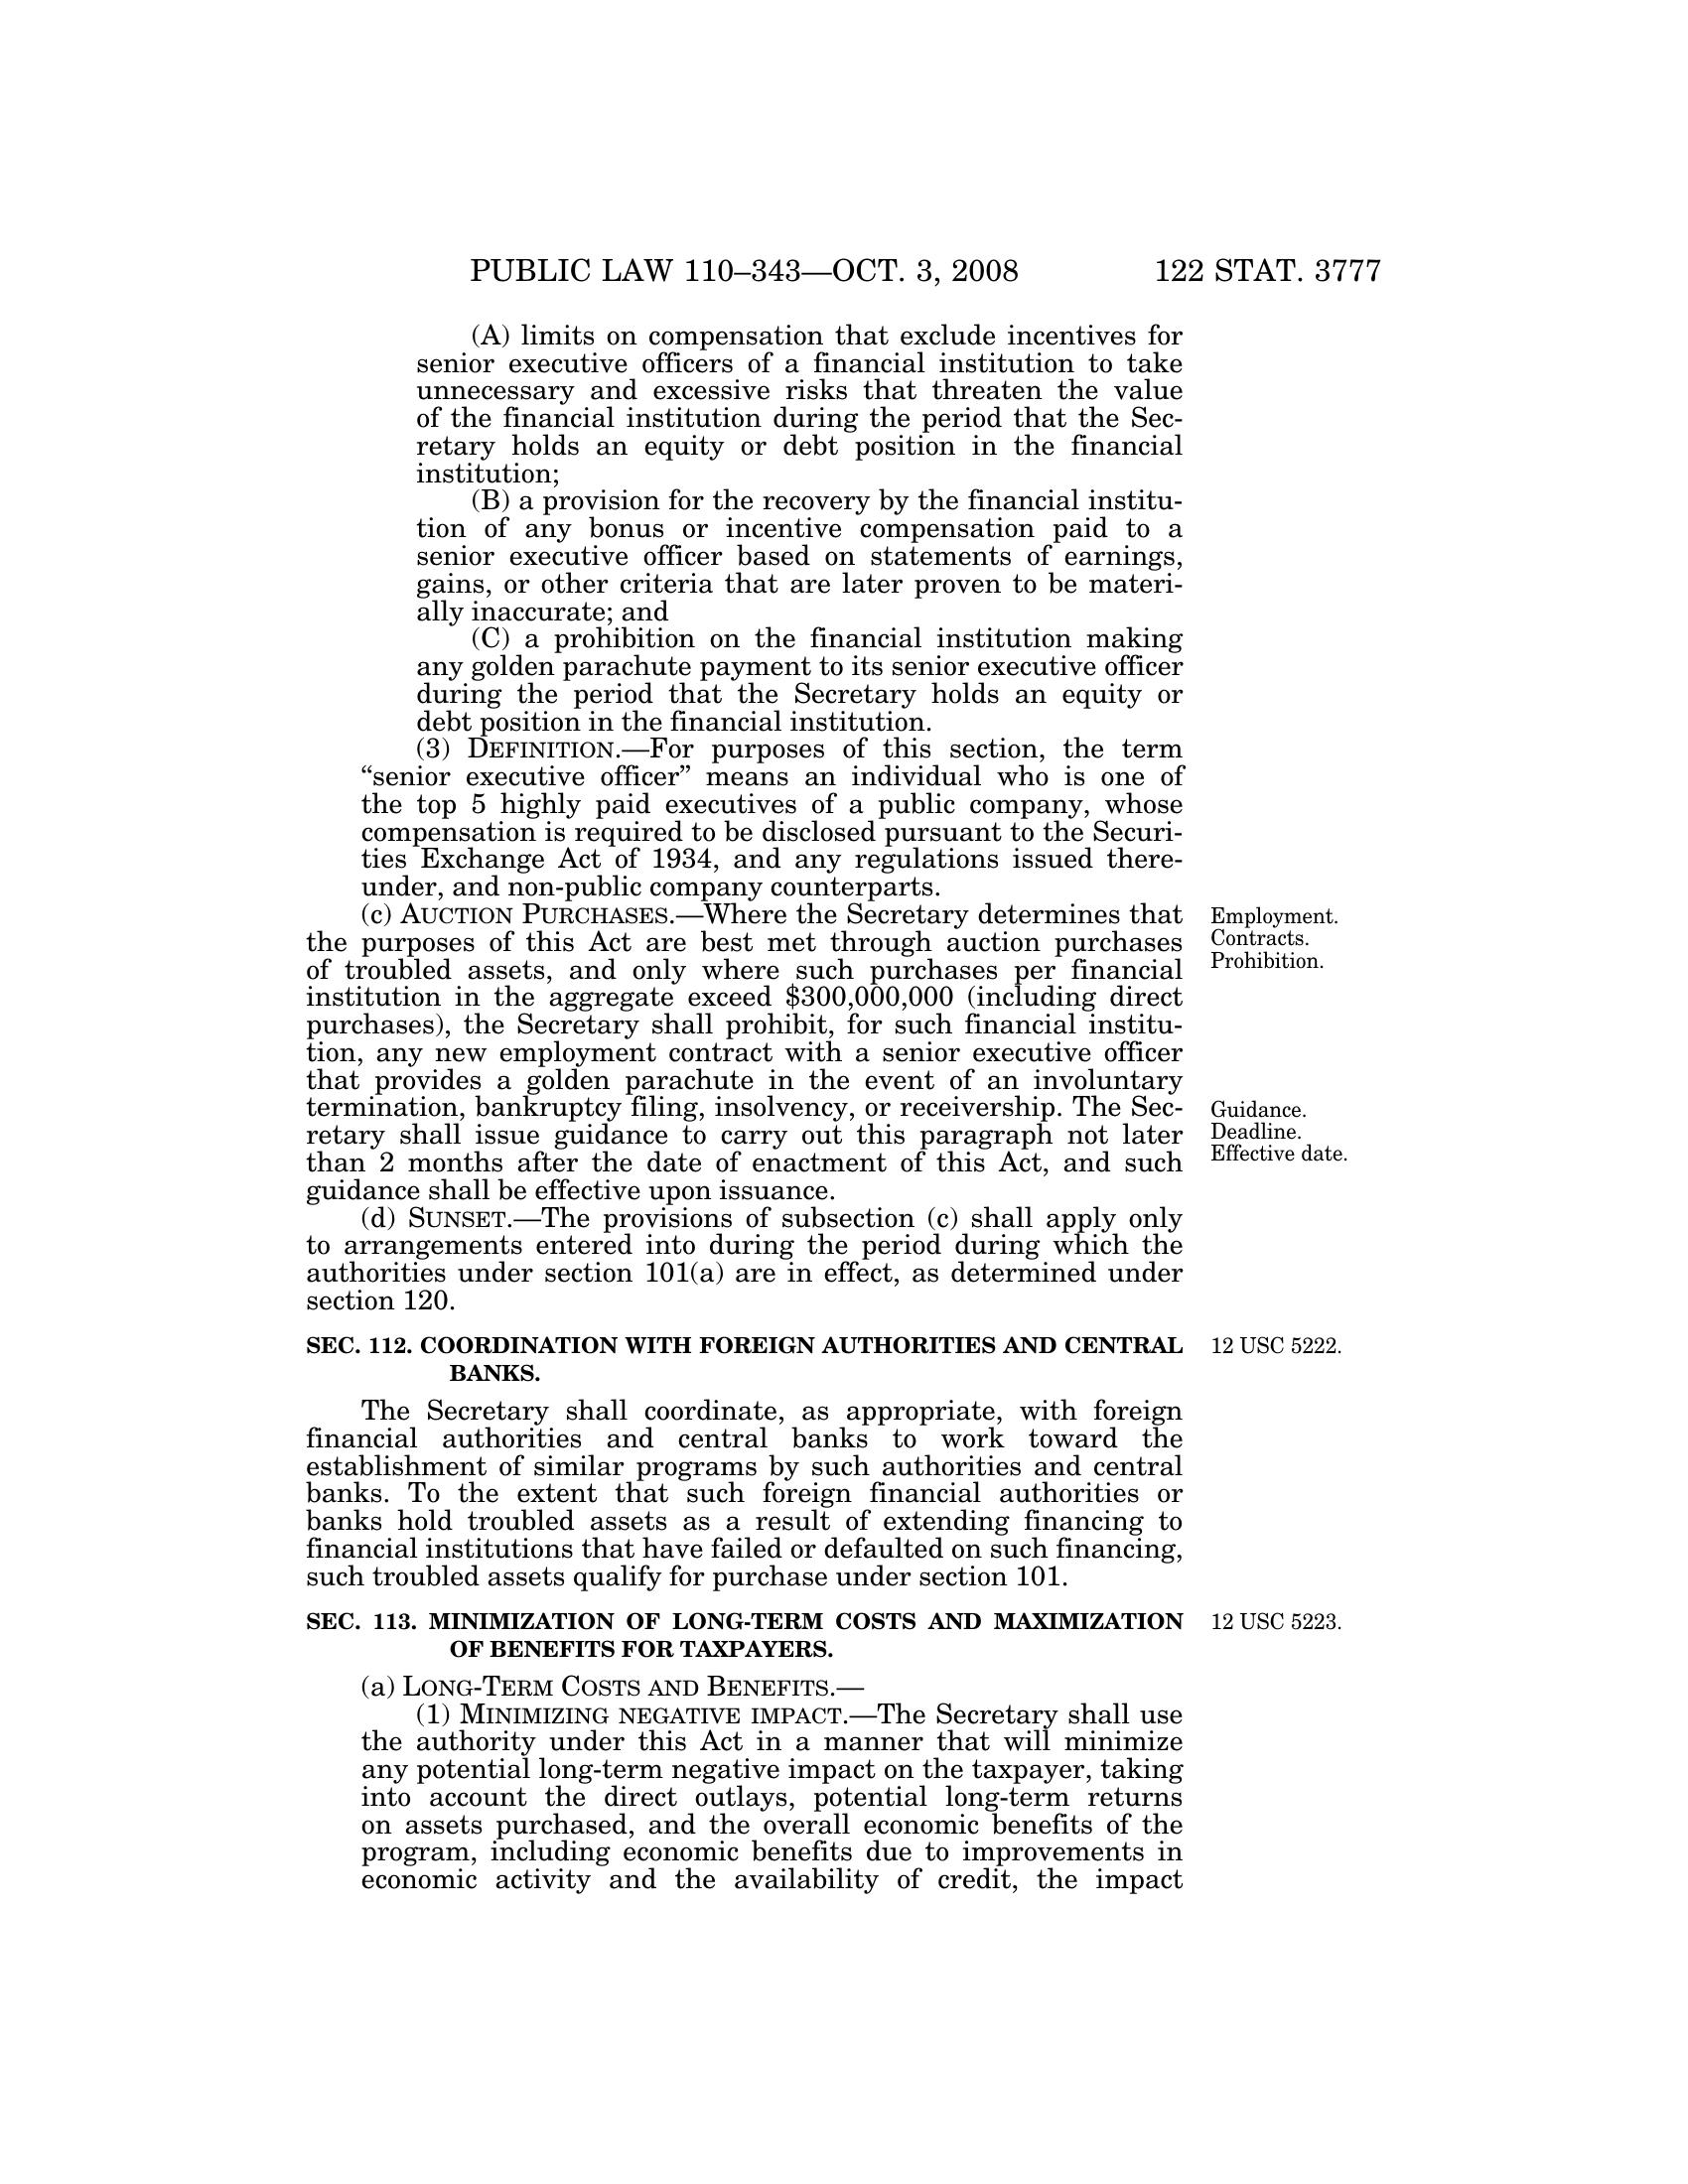 PUBLIC LAW 110–343—OCT. 3, 2008 122 STAT. 3777
(A) limits on compensation that exclude incentives for
senior executive officers of a financial institution to take
unnecessary and excessive risks that threaten the value
of the financial institution during the period that the Sec-
retary holds an equity or debt position in the financial
institution;
(B) a provision for the recovery by the financial institu-
tion of any bonus or incentive compensation paid to a
senior executive officer based on statements of earnings,
gains, or other criteria that are later proven to be materi-
ally inaccurate; and
(C) a prohibition on the financial institution making
any golden parachute payment to its senior executive officer
during the period that the Secretary holds an equity or
debt position in the financial institution.
(3) DEFINITION.—For purposes of this section, the term
“senior executive officer” means an individual who is one of
the top 5 highly paid executives of a public company, whose
compensation is required to be disclosed pursuant to the Securi-
ties Exchange Act of 1934, and any regulations issued there-
under, and non-public company counterparts.
(c) AUCTION PURCHASES.—Where the Secretary determines that
the purposes of this Act are best met through auction purchases
of troubled assets, and only where such purchases per financial
institution in the aggregate exceed $300,000,000 (including direct
purchases), the Secretary shall prohibit, for such financial institu-
tion, any new employment contract with a senior executive officer
that provides a golden parachute in the event of an involuntary
termination, bankruptcy filing, insolvency, or receivership. The Sec-
retary shall issue guidance to carry out this paragraph not later
than 2 months after the date of enactment of this Act, and such
guidance shall be effective upon issuance.
Employment.
Contracts.
Prohibition.
Guidance.
Deadline.
Effective date.
(d) SUNSET.—The provisions of subsection (c) shall apply only
to arrangements entered into during the period during which the
authorities under section 101(a) are in effect, as determined under
section 120.
SEC. 112. COORDINATION WITH FOREIGN AUTHORITIES AND CENTRAL
BANKS.
12 USC 5222.
The Secretary shall coordinate, as appropriate, with foreign
financial authorities and central banks to work toward the
establishment of similar programs by such authorities and central
banks. To the extent that such foreign financial authorities or
banks hold troubled assets as a result of extending financing to
financial institutions that have failed or defaulted on such financing,
such troubled assets qualify for purchase under section 101.
SEC. 113. MINIMIZATION OF LONG-TERM COSTS AND MAXIMIZATION
OF BENEFITS FOR TAXPAYERS.
12 USC 5223.
(a) LONG-TERM COSTS AND BENEFITS.—
(1) MINIMIZING NEGATIVE IMPACT.—The Secretary shall use
the authority under this Act in a manner that will minimize
any potential long-term negative impact on the taxpayer, taking
into account the direct outlays, potential long-term returns
on assets purchased, and the overall economic benefits of the
program, including economic benefits due to improvements in
economic activity and the availability of credit, the impact